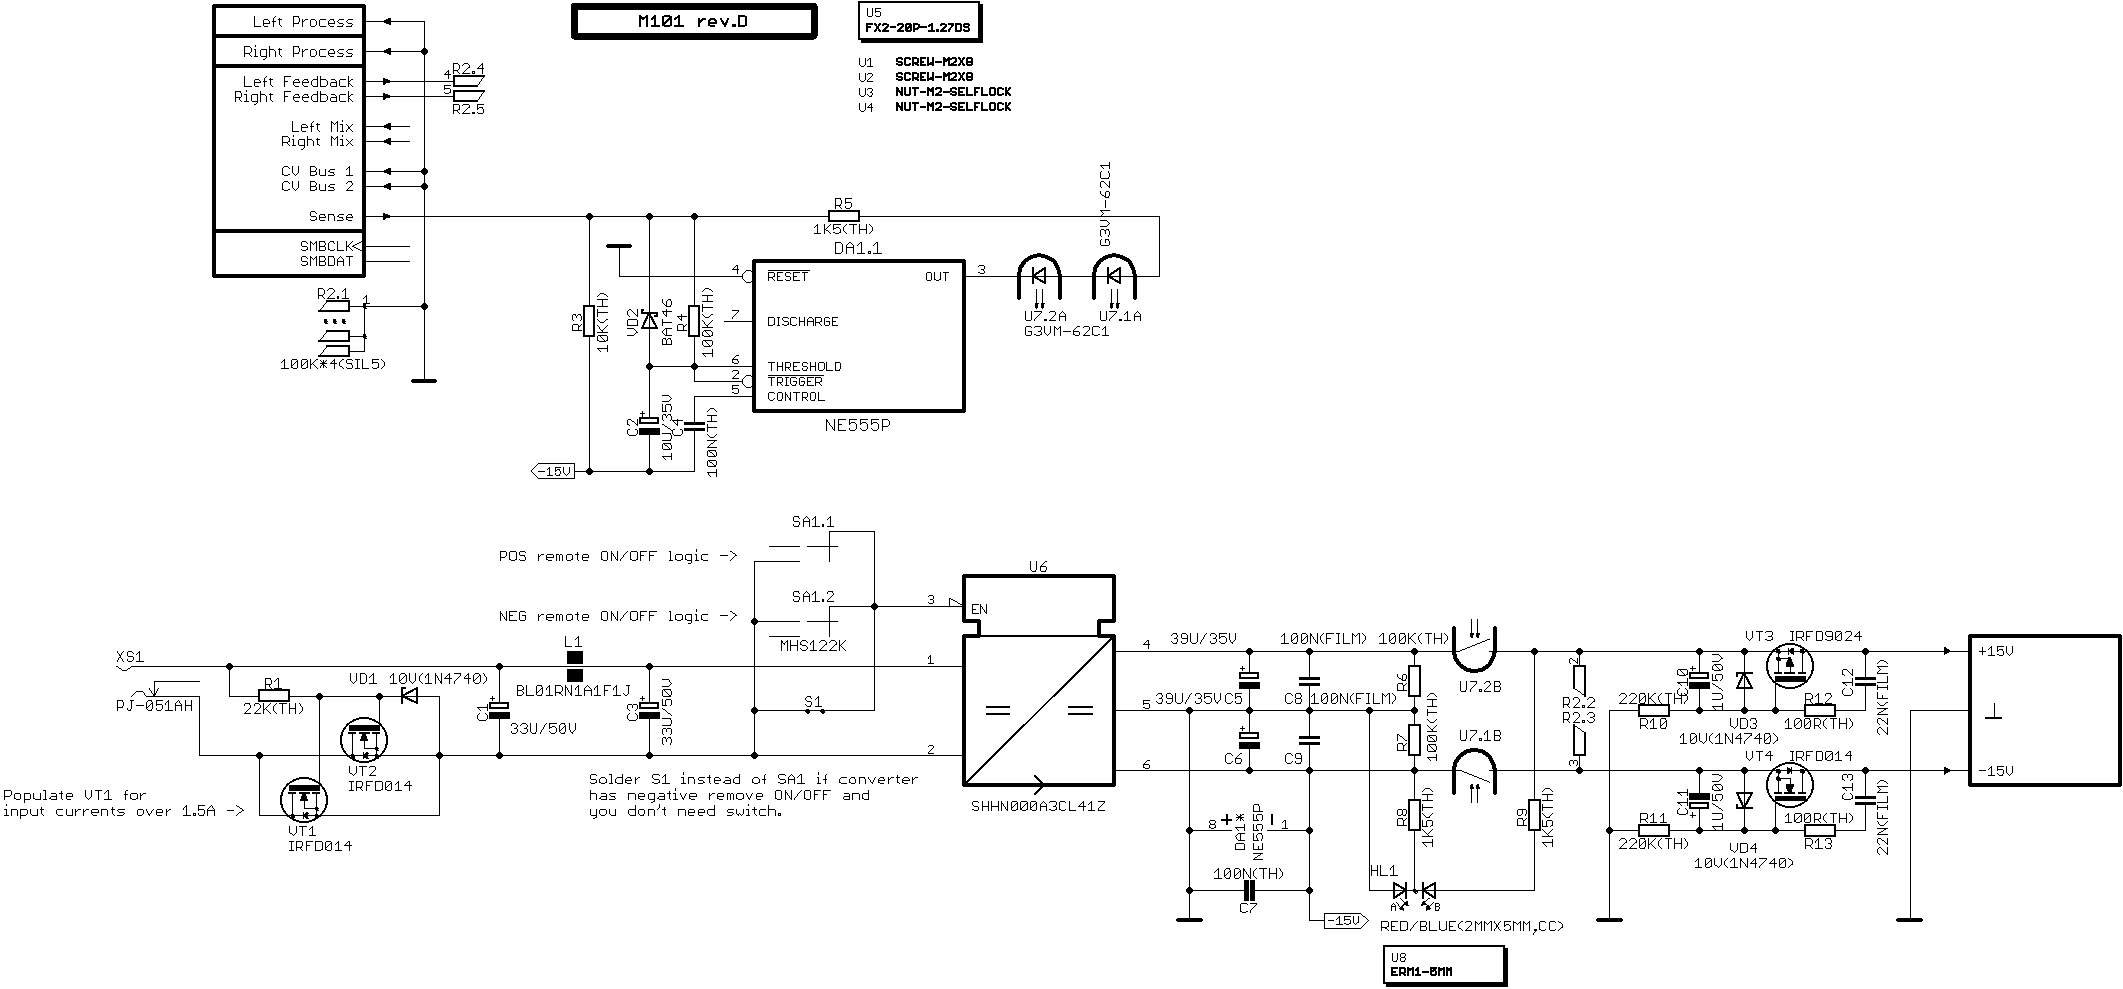 M101 rev.D
U5
FX2-20P-1.27DS
U1 SCREW-M2X8
U2 SCREW-M2X8
U3 NUT-M2-SELFLOCK
U4 NUT-M2-SELFLOCK
Left Process
Right Process
Left Feedback
Right Feedback
Left Mix
Right Mix
CV Bus 1
CV Bus 2
Sense
SMBCLK
SMBDAT
4
R2.4
5
R2.5
R2.1
1
100K*4(SIL5)
R3
10K(TH)
VD2
BAT46
R4
100K(TH)
R5
1K5(TH)
DA1.1
4
RESET
OUT
3
7
DISCHARGE
6
THRESHOLD
2
TRIGGER
5
CONTROL
NE555P
C2
10U/35V
C4
100N(TH)
-15V
G3VM-62C1
U7.2A
U7.1A
G3VM-62C1
SA1.1
POS remote ON/OFF logic ->
SA1.2
NEG remote ON/OFF logic ->
MHS122K
S1
XS1
PJ-051AH
R1
22K(TH)
VD1 10V(1N4740)
VT2
IRFD014
VT1
IRFD014
Populate VT1 for
input currents over 1.5A ->
C1
33U/50V
L1
BL01RN1A1F1J
C3
33U/50V
Solder S1 instead of SA1 if converter
has negative remove ON/OFF and
you don't need switch.
U6
3
EN
1
2
4
5
6
SHHN000A3CL41Z
39U/35V
100N(FILM)
100K(TH)
39U/35V
C5
C8
100N(FILM)
R6
R7
100K(TH)
C6
C9
U7.2B
U7.1B
8
+
DA1*
NE555P
-
1
100N(TH)
C7
-15V
R8
1K5(TH)
R9
1K5(TH)
HL1
A
B
RED/BLUE(2MMX5MM,CC)
U8
ERM1-5MM
2
R2.2
R2.3
3
220K(TH)
R10
C10
1U/50V
VD3
10V(1N4740)
VT3 IRFD9024
R12
100R(TH)
C12
22N(FILM)
VT4 IRFD014
R11
220K(TH)
C11
1U/50V
VD4
10V(1N4740)
100R(TH)
R13
C13
22N(FILM)
+15V
-15V